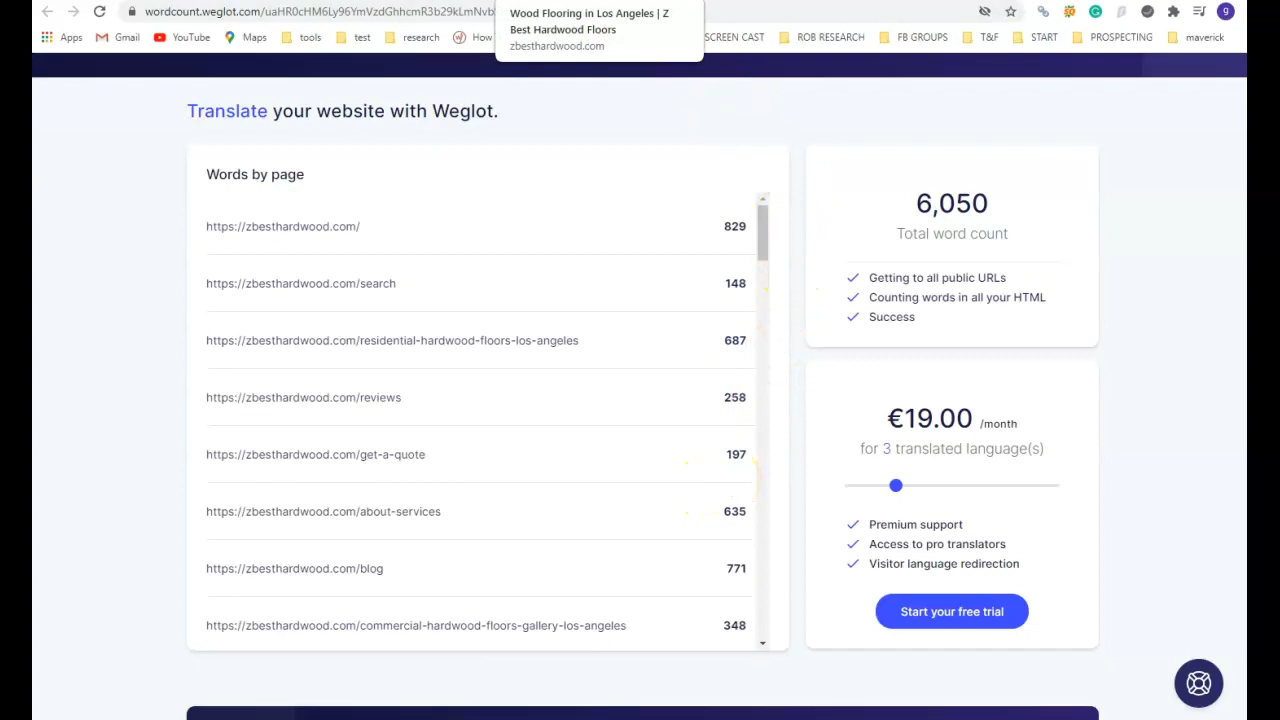 wordcount.weglot.com/uaHR0cHM6Ly96YmVzdGhhcmR3b29kLmNvb
Wood Flooring in Los Angeles | Z
Best Hardwood Floors
zbesthardwood.com
g
Apps
Gmail
YouTube
Maps
tools
test
research
How
SCREEN CAST
ROB RESEARCH
FB GROUPS
T&F
START
PROSPECTING
maverick
Translate your website with Weglot.
Words by page
https://zbesthardwood.com/ 829
https://zbesthardwood.com/search 148
https://zbesthardwood.com/residential-hardwood-floors-los-angeles 687
https://zbesthardwood.com/reviews 258
https://zbesthardwood.com/get-a-quote 197
https://zbesthardwood.com/about-services 635
https://zbesthardwood.com/blog 771
https://zbesthardwood.com/commercial-hardwood-floors-gallery-los-angeles 348
6,050
Total word count
Getting to all public URLs
Counting words in all your HTML
Success
€19.00 /month
for 3 translated language(s)
Premium support
Access to pro translators
Visitor language redirection
Start your free trial